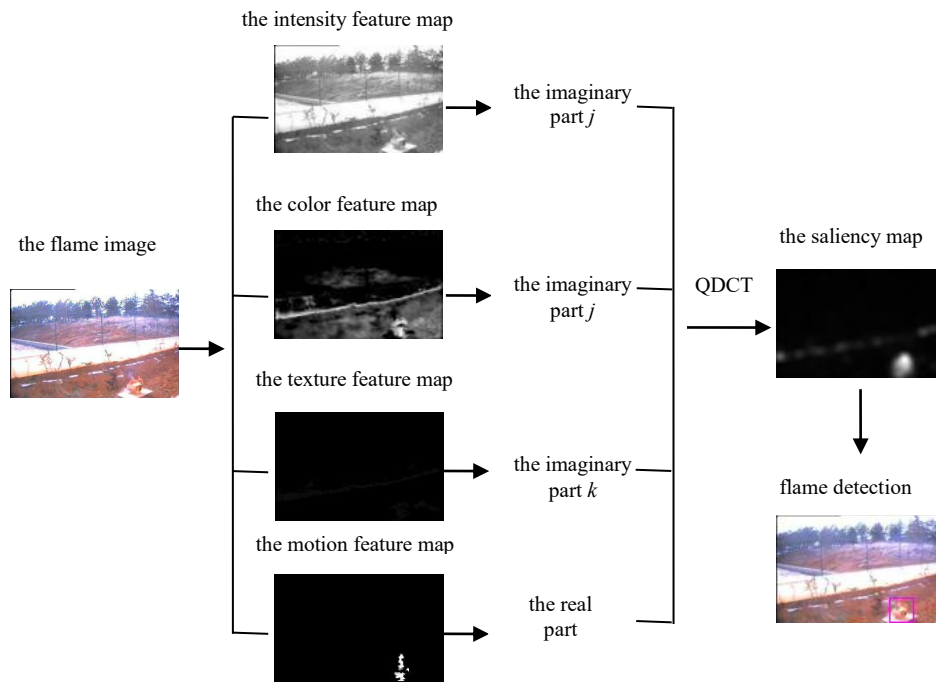 the intensity feature map
the imaginary
part j
the color feature map
the flame image
the saliency map
the imaginary
part j
QDCT
the texture feature map
the imaginary
part k
flame detection
the motion feature map
the real
part